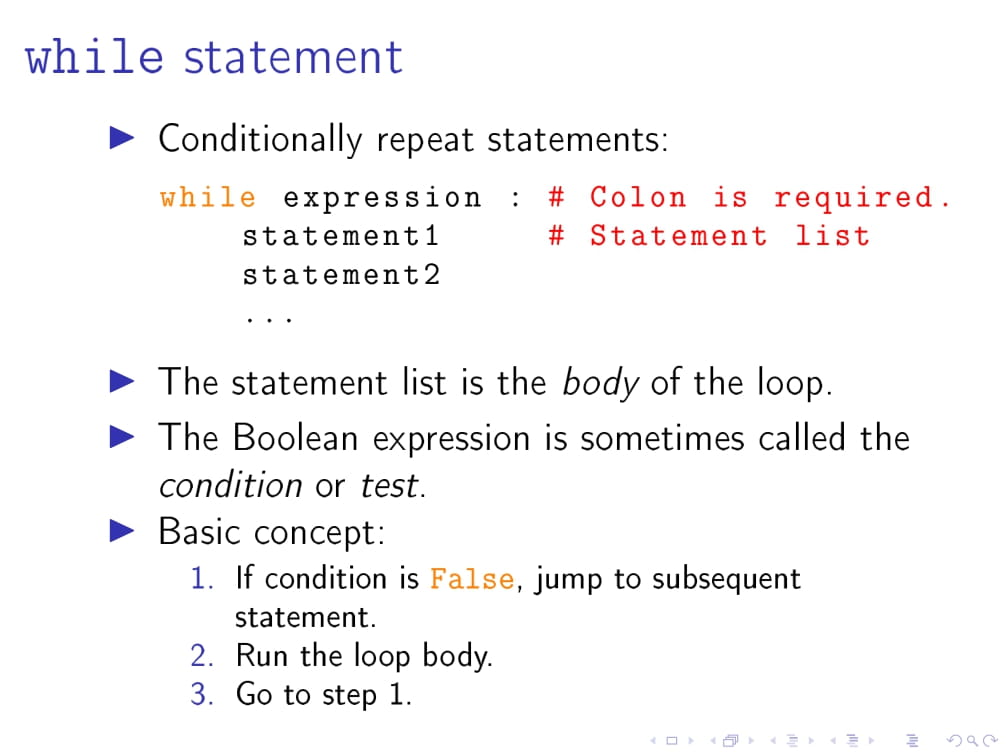 while statement
Conditionally repeat statements:
while expression : # Colon is required.
statement1 # Statement list
statement2
...
The statement list is the body of the loop.
The Boolean expression is sometimes called the
condition or test.
Basic concept:
1. If condition is False, jump to subsequent
statement.
2. Run the loop body.
3. Go to step 1.